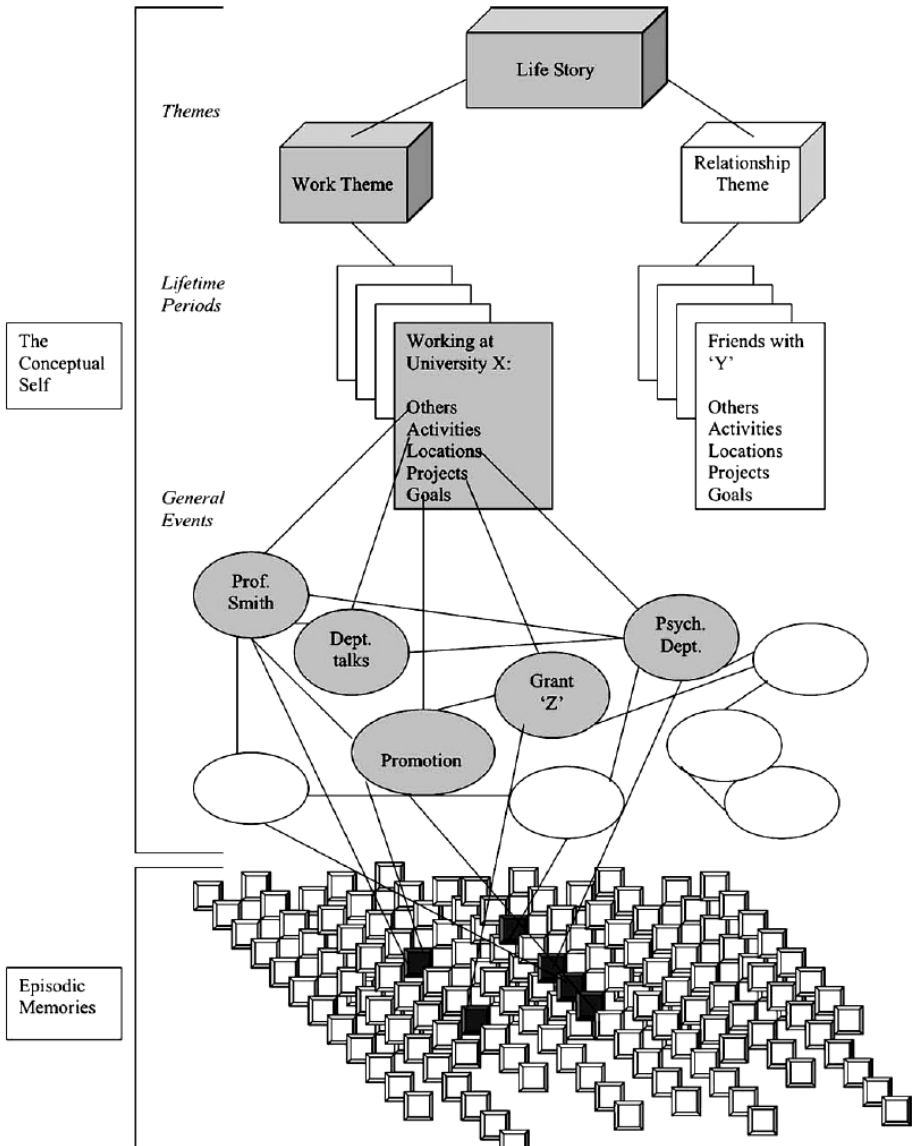 Life Story
Themes
Work Theme
Relationship
Theme
Lifetime
Periods
The
Conceptual
Self
Working at
University X:
Others
Activities
Locations
Projects
Goals
Friends with
‘Y’
Others
Activities
Locations
Projects
Goals
General
Events
Prof.
Smith
Dept.
talks
Psych.
Dept.
Grant
‘Z’
Promotion
Episodic
Memories